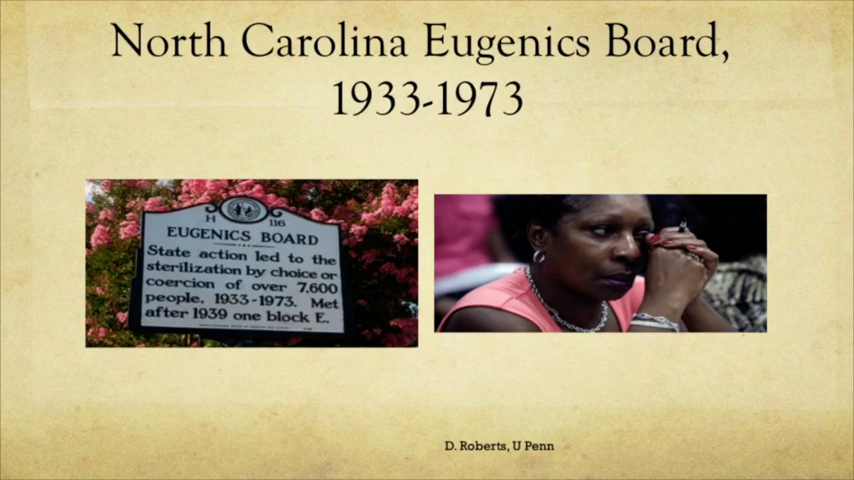 North Carolina Eugenics Board,
1933-1973
H 116
EUGENICS BOARD
State action led to the
sterilization by choice or
coercion of over 7,600
people, 1933-1973. Met
after 1939 one block E.
D. Roberts, U Penn